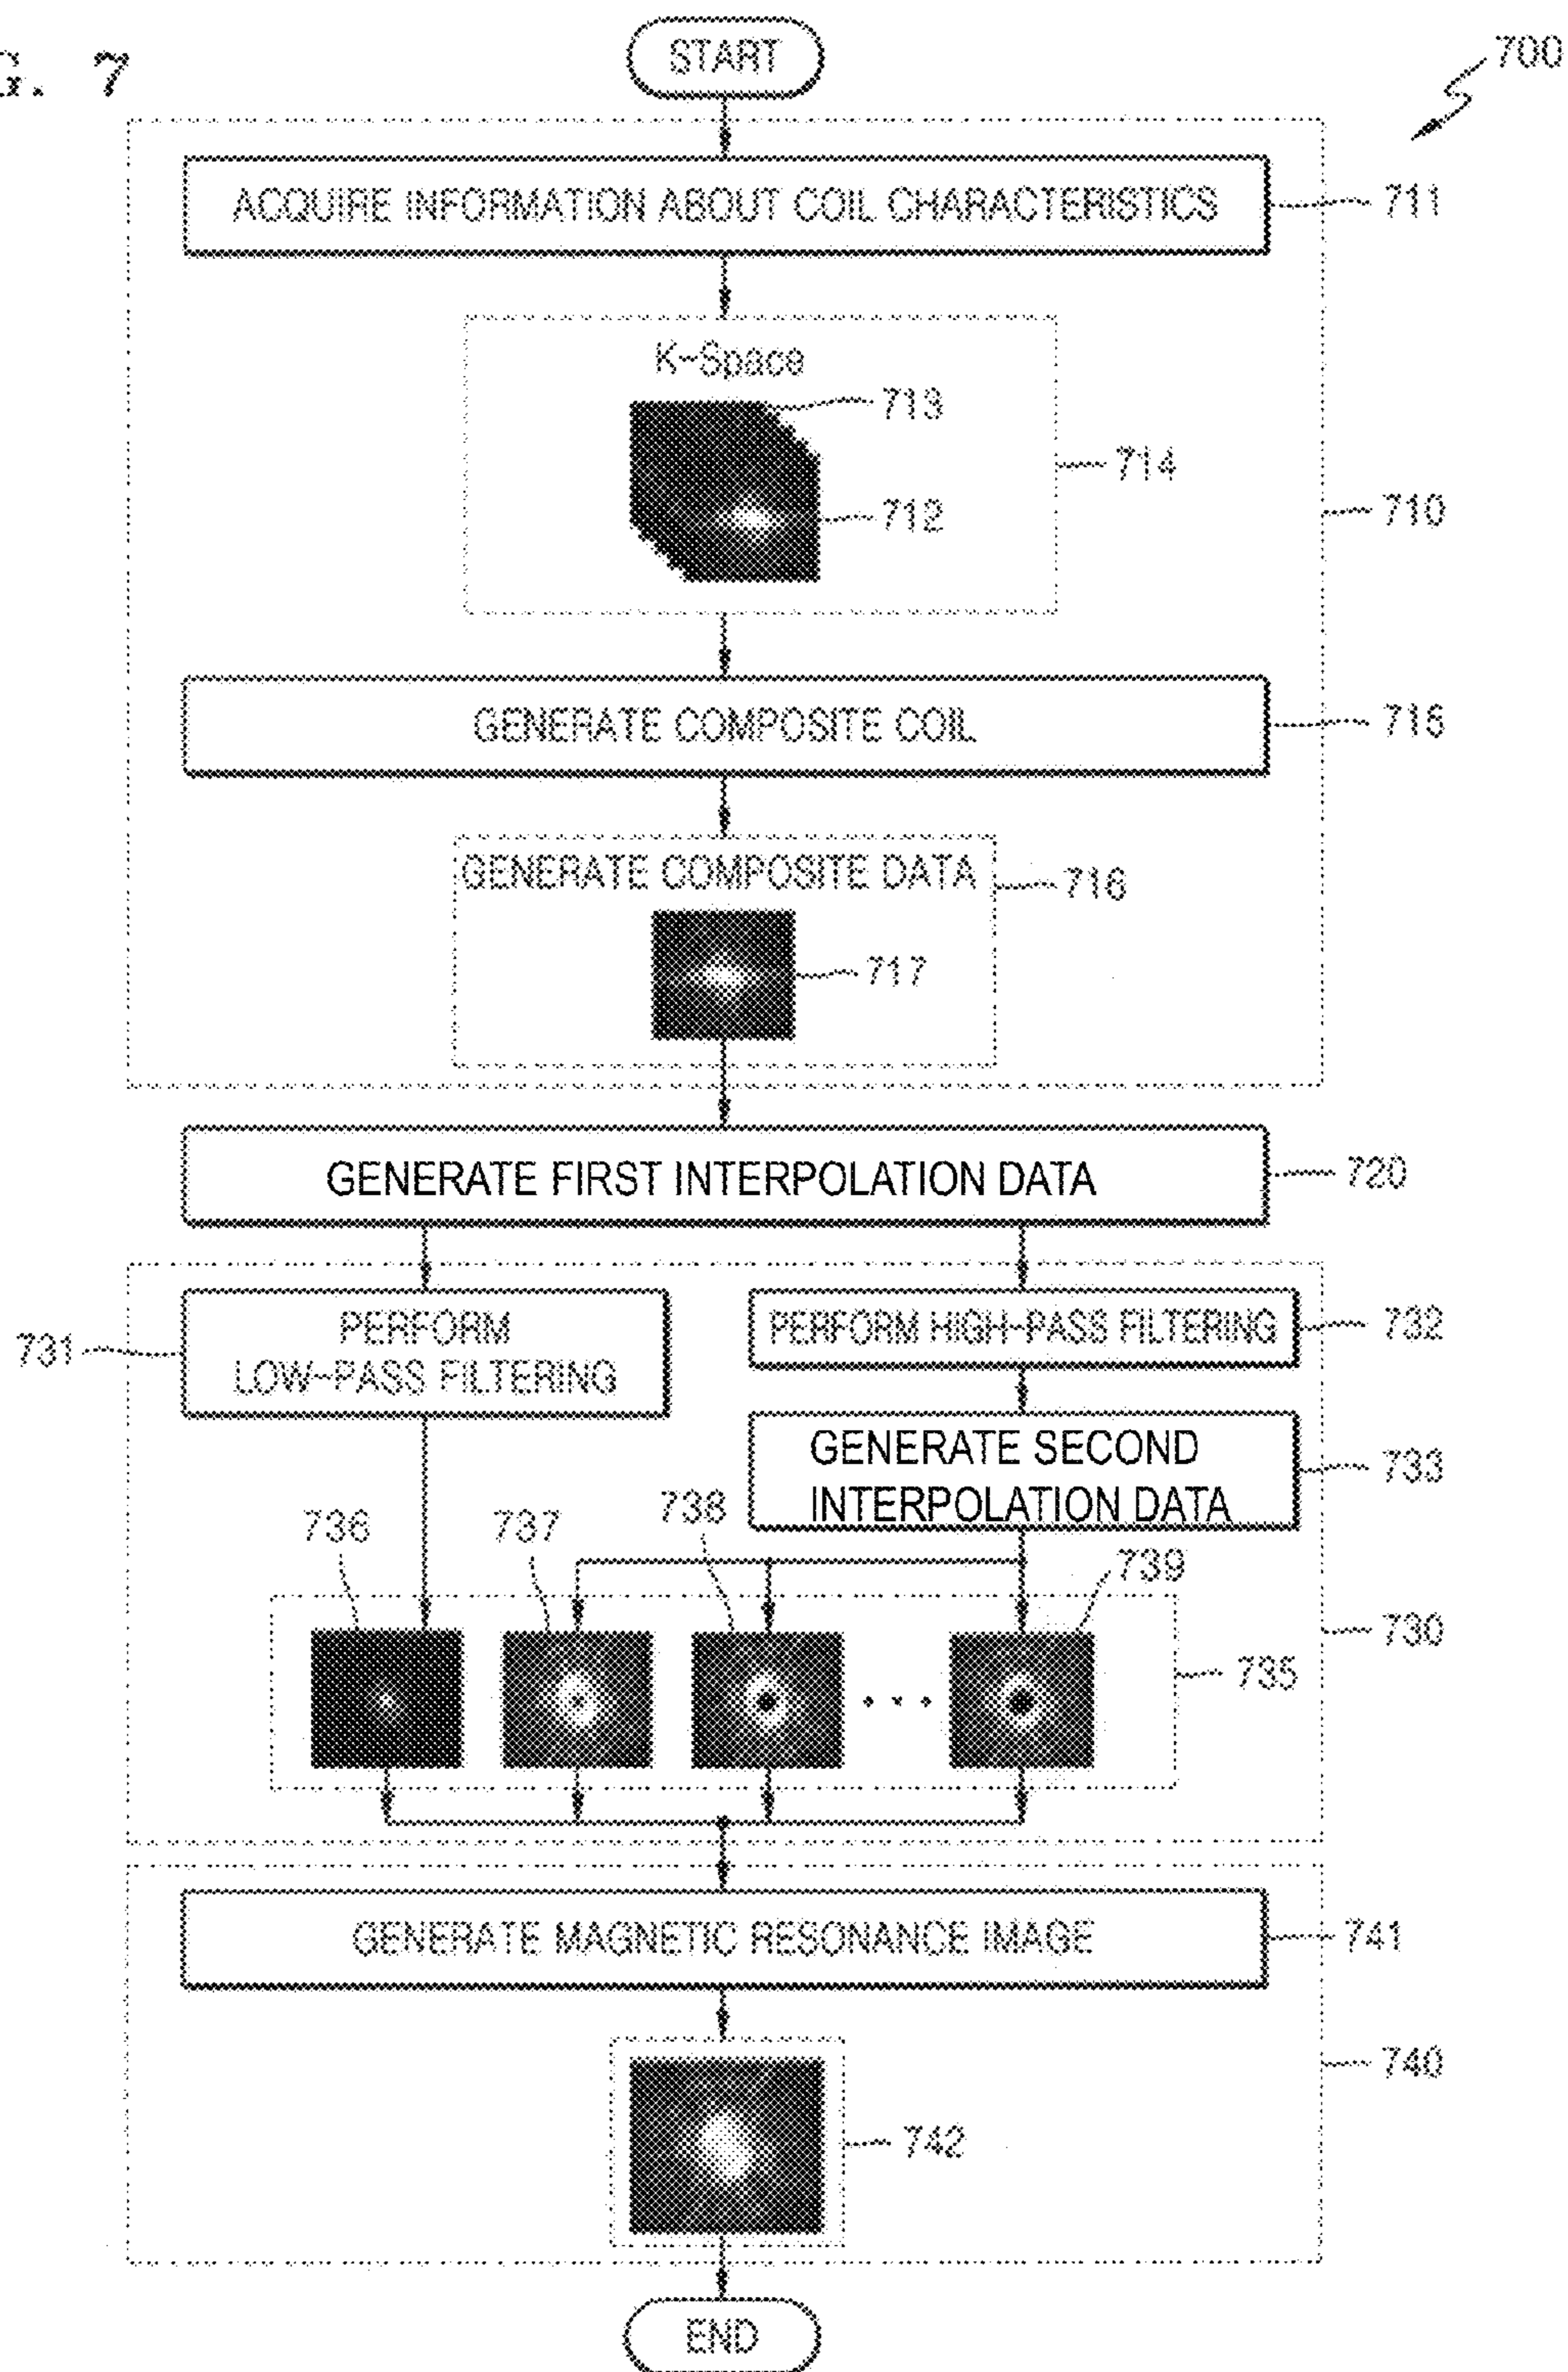 G. 7
START
700
ACQUIRE INFORMATION ABOUT COIL CHARACTERISTICS
711
K-Space
713
714
712
710
GENERATE COMPOSITE COIL
715
GENERATE COMPOSITE DATA
716
717
GENERATE FIRST INTERPOLATION DATA
720
731
PERFORM
LOW-PASS FILTERING
PERFORM HIGH-PASS FILTERING
732
GENERATE SECOND
INTERPOLATION DATA
733
736
737
738
739
730
735
GENERATE MAGNETIC RESONANCE IMAGE
741
740
742
END